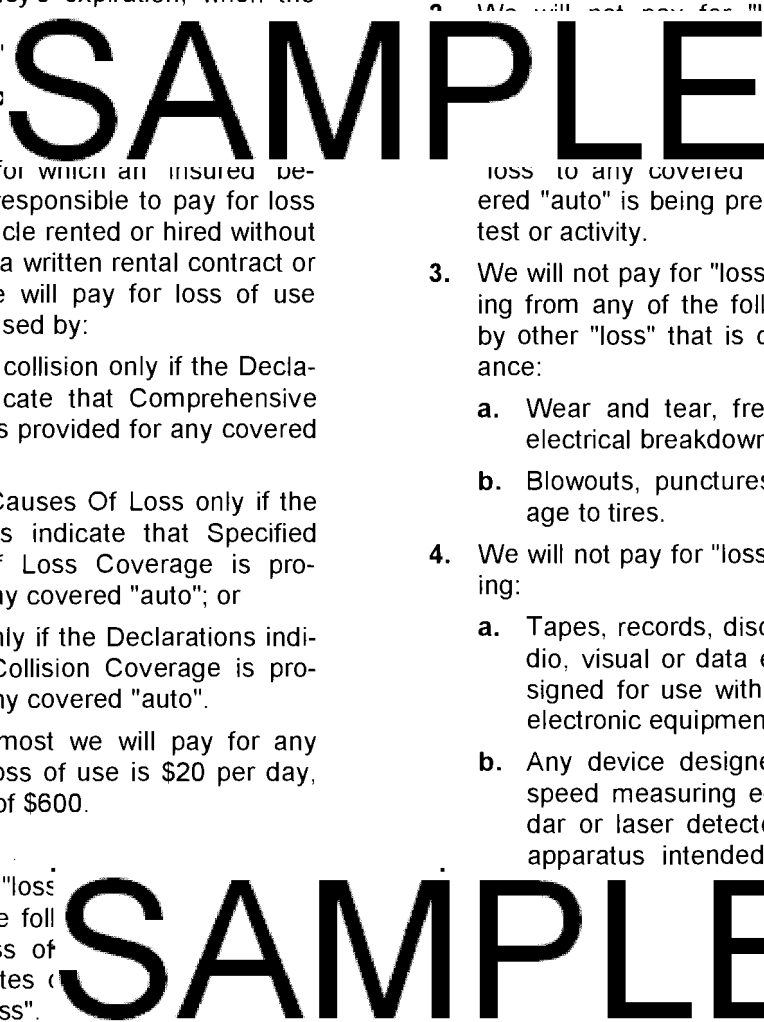 SAMPLE
for which an insured be-
responsible to pay for loss
cle rented or hired without
a written rental contract or
will pay for loss of use
sed by:
collision only if the Decla-
cate that Comprehensive
s provided for any covered
Causes Of Loss only if the
s indicate that Specified
Loss Coverage is pro-
ny covered "auto"; or
nly if the Declarations indi-
Collision Coverage is pro-
ny covered "auto".
most we will pay for any
oss of use is $20 per day,
of $600.
"loss
e foll
ss of
tes
ss".
2. We will not pay for "l
loss to any covered
ered "auto" is being pre
test or activity.
3. We will not pay for "loss
ing from any of the foll
by other "loss" that is c
ance:
a. Wear and tear, fre
electrical breakdown
b. Blowouts, punctures
age to tires.
4. We will not pay for "loss
ing:
a. Tapes, records, disc
dio, visual or data e
signed for use with
electronic equipmen
b. Any device designe
speed measuring e
dar or laser detecto
apparatus intended
SAMPLE